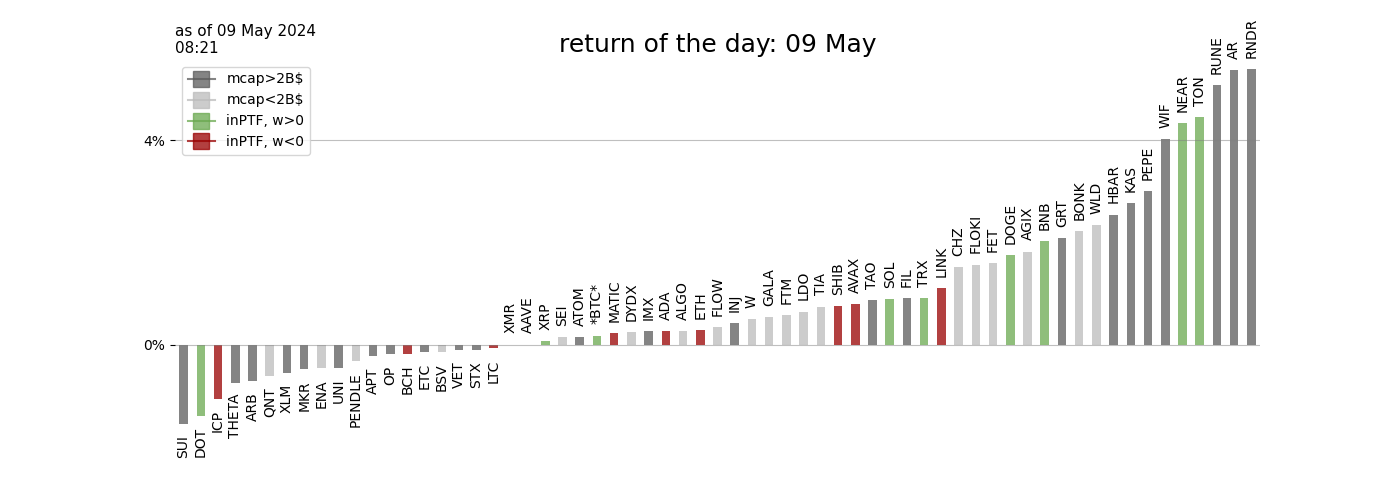 as of 09 May 2024
08:21
return of the day: 09 May
mcap>2B$
mcap<2B$
inPTF, w>0
inPTF, w<0
4%
0%
SUI
DOT
ICP
THETA
ARB
QNT
XLM
MKR
ENA
UNI
PENDLE
APT
OP
BCH
ETC
BSV
VET
STX
LTC
XMR
AAVE
XRP
SEI
ATOM
*BTC*
MATIC
DYDX
IMX
ADA
ALGO
ETH
FLOW
INJ
W
GALA
FTM
LDO
TIA
SHIB
AVAX
TAO
SOL
FIL
TRX
LINK
CHZ
FLOKI
FET
DOGE
AGIX
BNB
GRT
BONK
WLD
HBAR
KAS
PEPE
WIF
NEAR
TON
RUNE
AR
RNDR